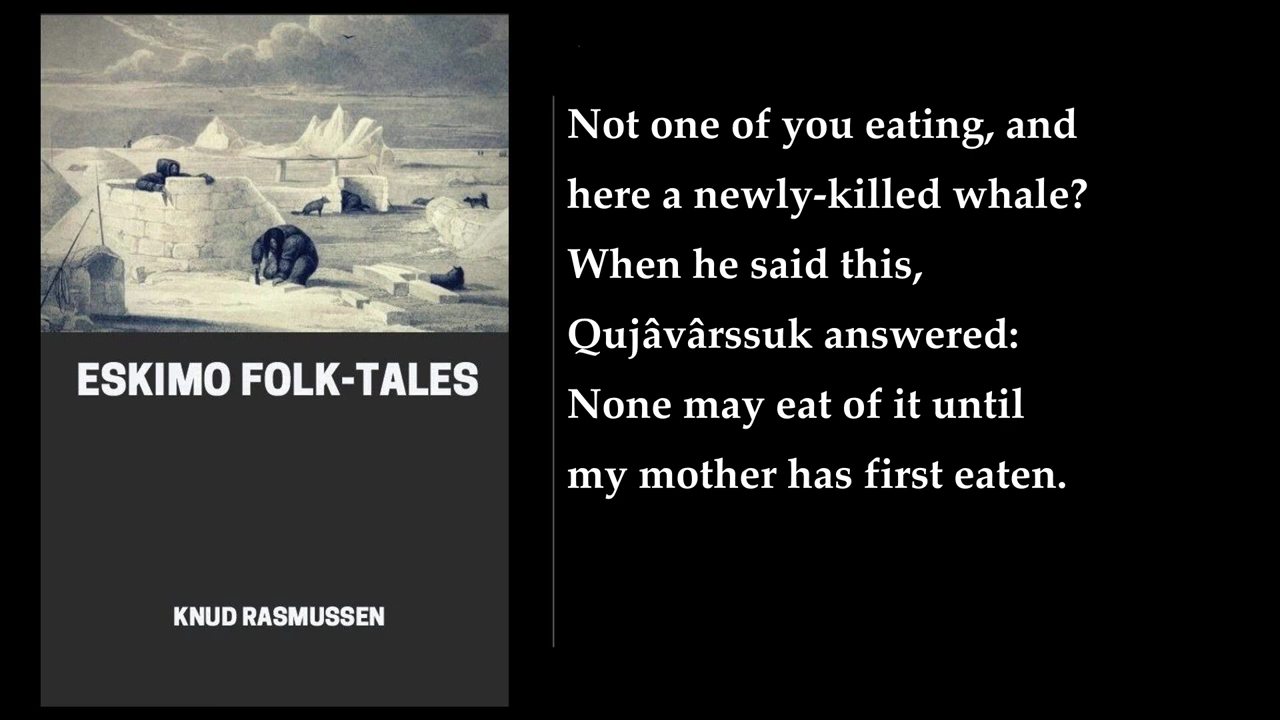 ESKIMO FOLK-TALES
KNUD RASMUSSEN
Not one of you eating, and
here a newly-killed whale?
When he said this,
Qujâvârssuk answered:
None may eat of it until
my mother has first eaten.